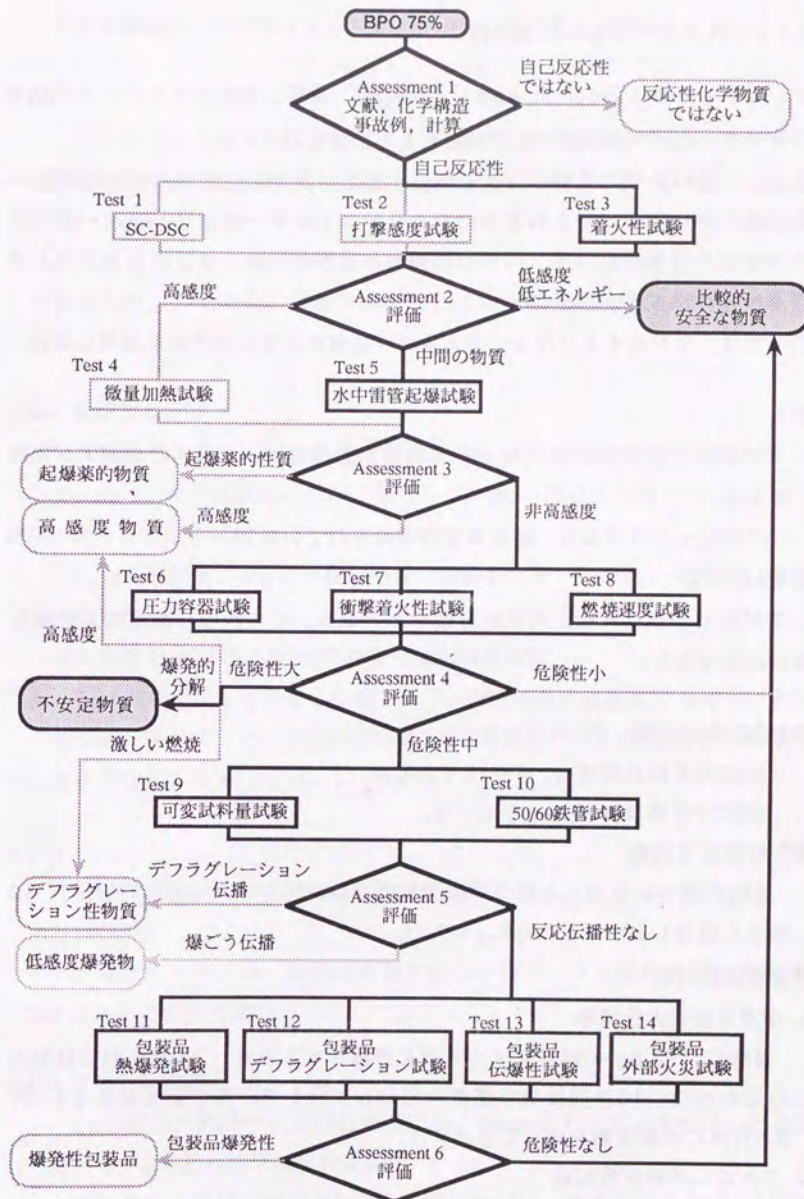 BPO 75%
Assessment 1
文献，化学構造
事故例，計算
自己反応性
ではない
反応性化学物質
ではない
自己反応性
Test 1
SC-DSC
Test 2
打撃感度試験
Test 3
着火性試験
高感度
Assessment 2
評価
低感度
低エネルギー
比較的
安全な物質
中間の物質
Test 4
微量加熱試験
Test 5
水中雷管起爆試験
起爆薬的物質
起爆薬的性質
Assessment 3
評価
高感度物質
高感度
非高感度
Test 6
圧力容器試験
Test 7
衝撃着火性試験
Test 8
燃焼速度試験
高感度
爆発的
分解
危険性大
Assessment 4
評価
危険性小
不安定物質
激しい燃焼
危険性中
Test 9
可変試料量試験
Test 10
50/60鉄管試験
デフラグレー
ション性物質
デフラグレーション
伝播
Assessment 5
評価
反応伝播性なし
低感度爆発物
爆ごう伝播
Test 11
包装品
熱爆発試験
Test 12
包装品
デフラグレーション試験
Test 13
包装品
伝爆性試験
Test 14
包装品
外部火災試験
爆発性包装品
包装品爆発性
Assessment 6
評価
危険性なし